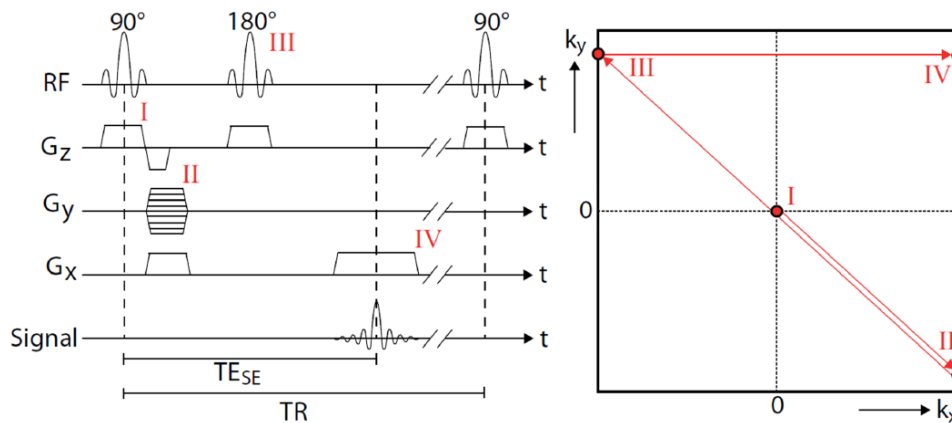 90° 180° III 90°
RF t
I
Gz t
II
Gy t
IV
Gx t
Signal t
TESE
TR
ky
III IV
I
0
II
0 kx